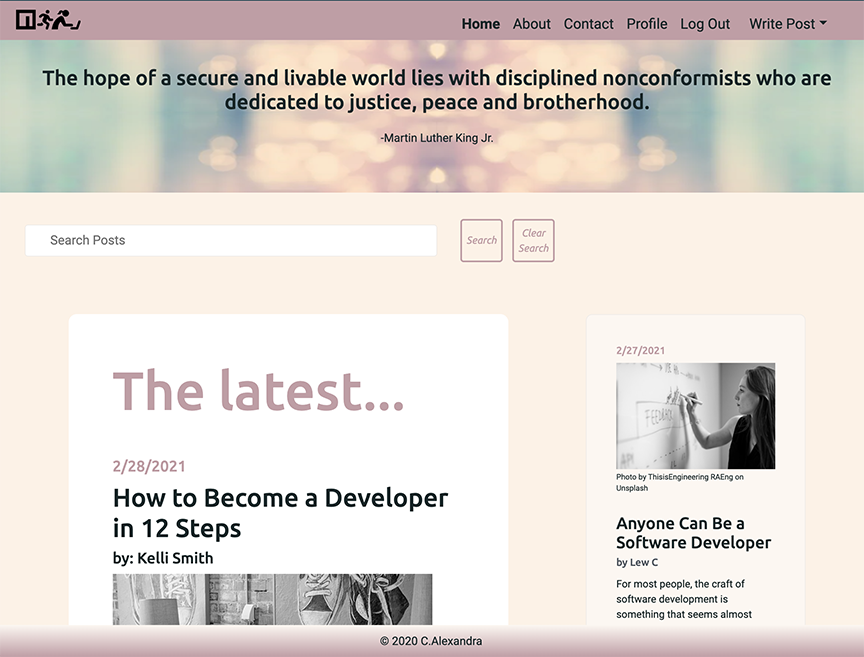 Home About Contact Profile Log Out Write Post
The hope of a secure and livable world lies with disciplined nonconformists who are
dedicated to justice, peace and brotherhood.
-Martin Luther King Jr.
Search Posts
Search
Clear
Search
The latest...
2/28/2021
How to Become a Developer
in 12 Steps
by: Kelli Smith
2/27/2021
FEEDBACK
API
Photo by ThisisEngineering RAEng on
Unsplash
Anyone Can Be a
Software Developer
by Lew C
For most people, the craft of
software development is
something that seems almost
© 2020 C.Alexandra